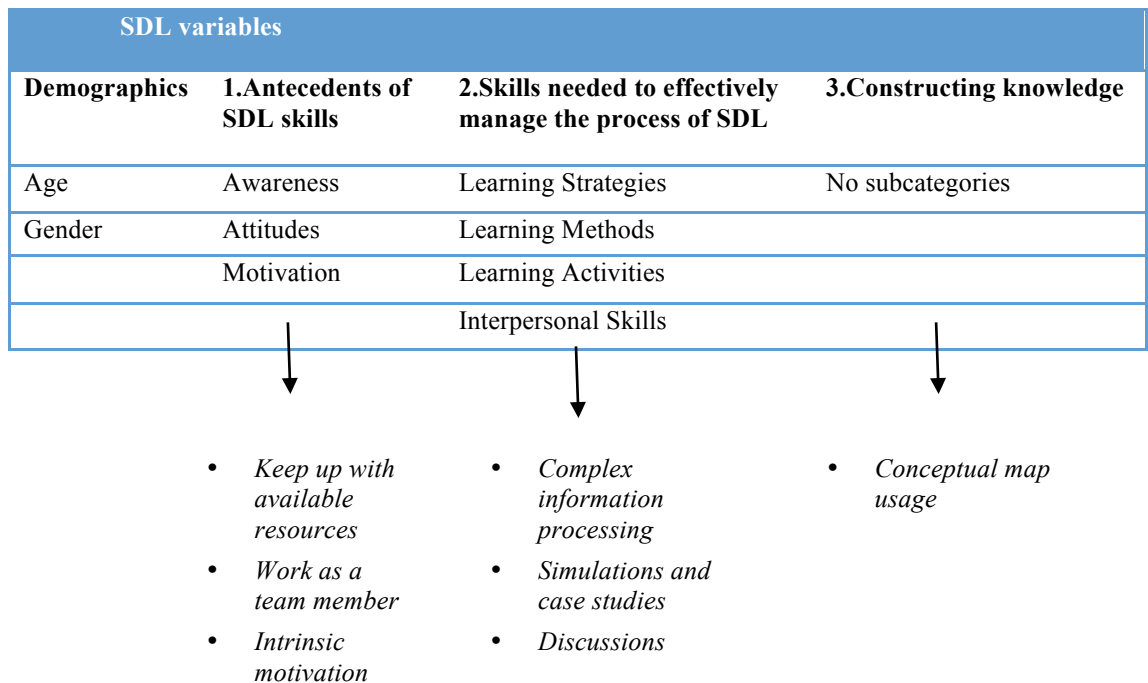 SDL variables
Demographics 1.Antecedents of SDL skills 2.Skills needed to effectively manage the process of SDL 3.Constructing knowledge
Age Awareness Learning Strategies No subcategories
Gender Attitudes Learning Methods
Motivation Learning Activities
Interpersonal Skills
• Keep up with
available
resources
• Work as a
team member
• Intrinsic
motivation
• Complex
information
processing
• Simulations and
case studies
• Discussions
• Conceptual map
usage